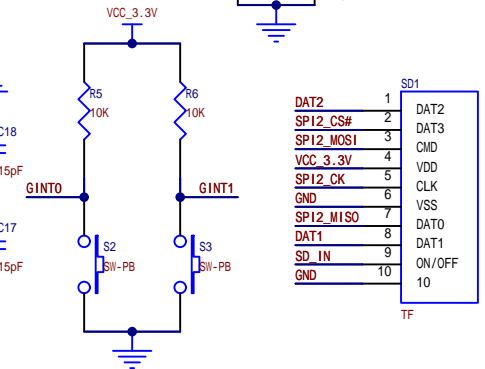 VCC_3.3V
R5
10K
R6
10K
C18
15pF
GINT0
GINT1
C17
15pF
S2
SW-PB
S3
SW-PB
SD1
DAT2 1 DAT2
SPI2_CS# 2 DAT3
SPI2_MOSI 3 CMD
VCC_3.3V 4 VDD
SPI2_CK 5 CLK
GND 6 VSS
SPI2_MISO 7 DAT0
DAT1 8 DAT1
SD_IN 9 ON/OFF
GND 10 10
TF